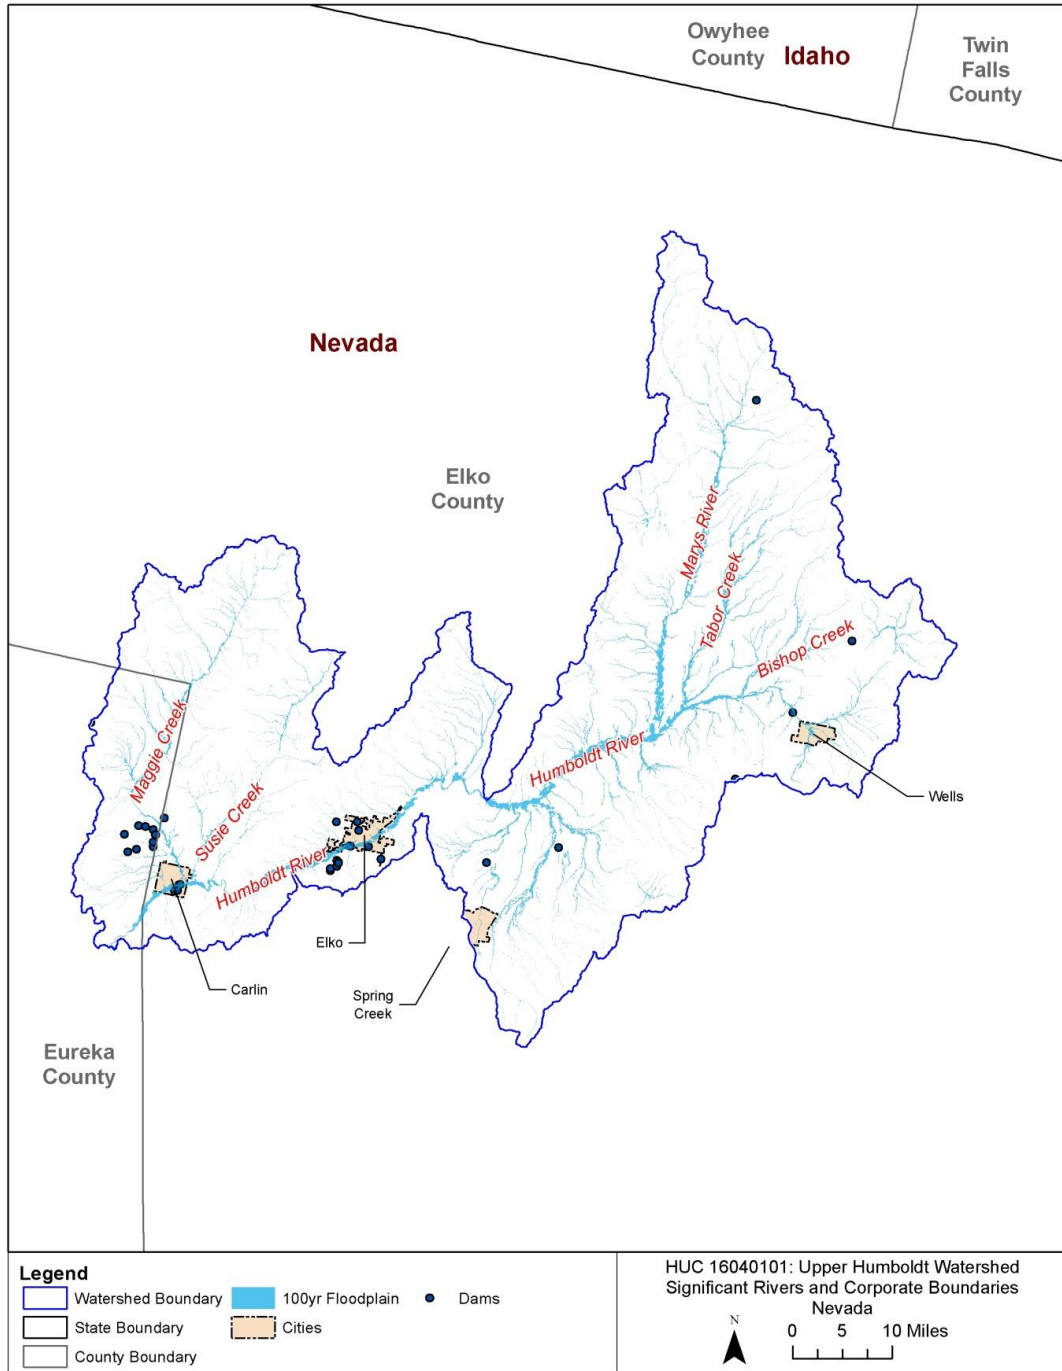 Owyhee
County
Idaho
Twin
Falls
County
Nevada
Elko
County
Marys River
Tabor Creek
Bishop Creek
Maggie Creek
Humboldt River
Susie Creek
Wells
Humboldt River
Elko
Carlin
Spring
Creek
Eureka
County
Legend
Watershed Boundary
100yr Floodplain
Dams
State Boundary
Cities
County Boundary
HUC 16040101: Upper Humboldt Watershed
Significant Rivers and Corporate Boundaries
Nevada
N
0 5 10 Miles